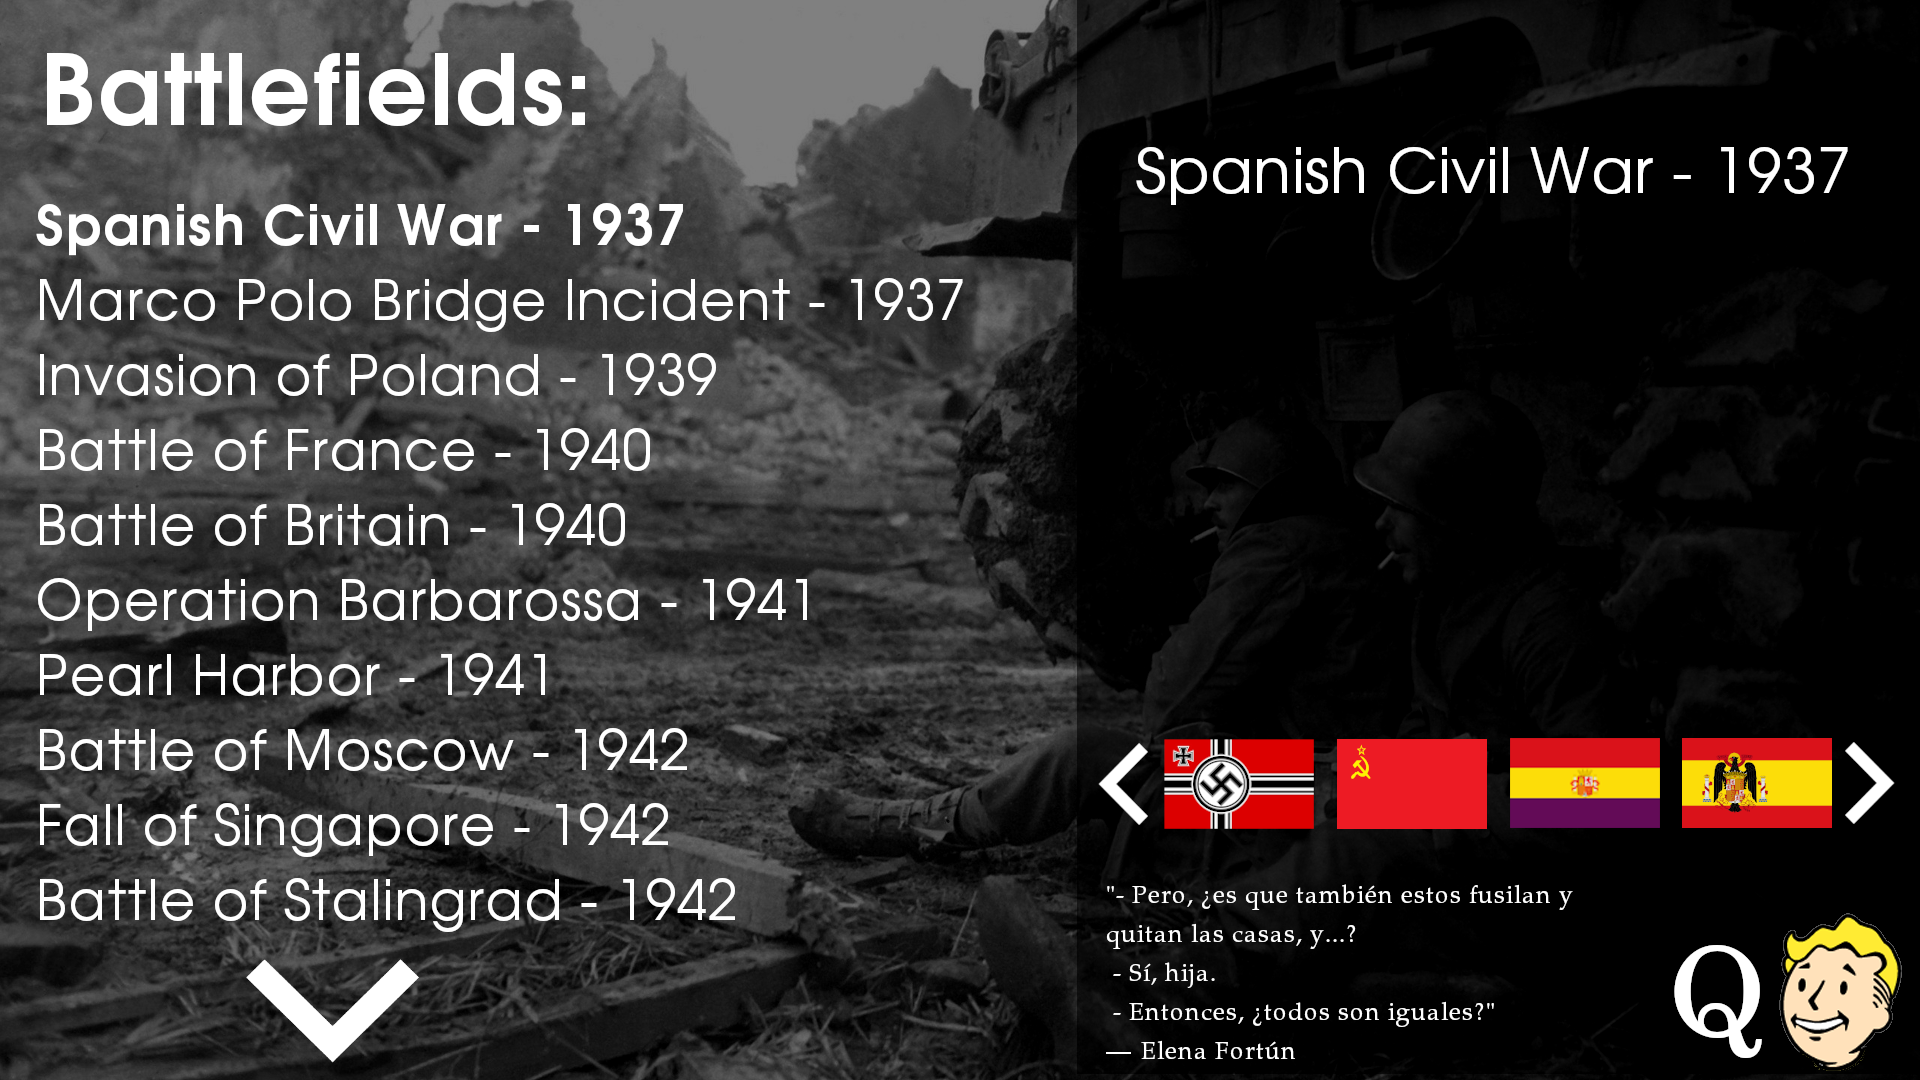 Battlefields:
Spanish Civil War - 1937
Marco Polo Bridge Incident - 1937
Invasion of Poland - 1939
Battle of France - 1940
Battle of Britain - 1940
Operation Barbarossa - 1941
Pearl Harbor - 1941
Battle of Moscow - 1942
Fall of Singapore - 1942
Battle of Stalingrad - 1942
Spanish Civil War - 1937
"- Pero, ¿es que también estos fusilan y
quitan las casas, y...?
- Sí, hija.
- Entonces, ¿todos son iguales?"
— Elena Fortún
Q